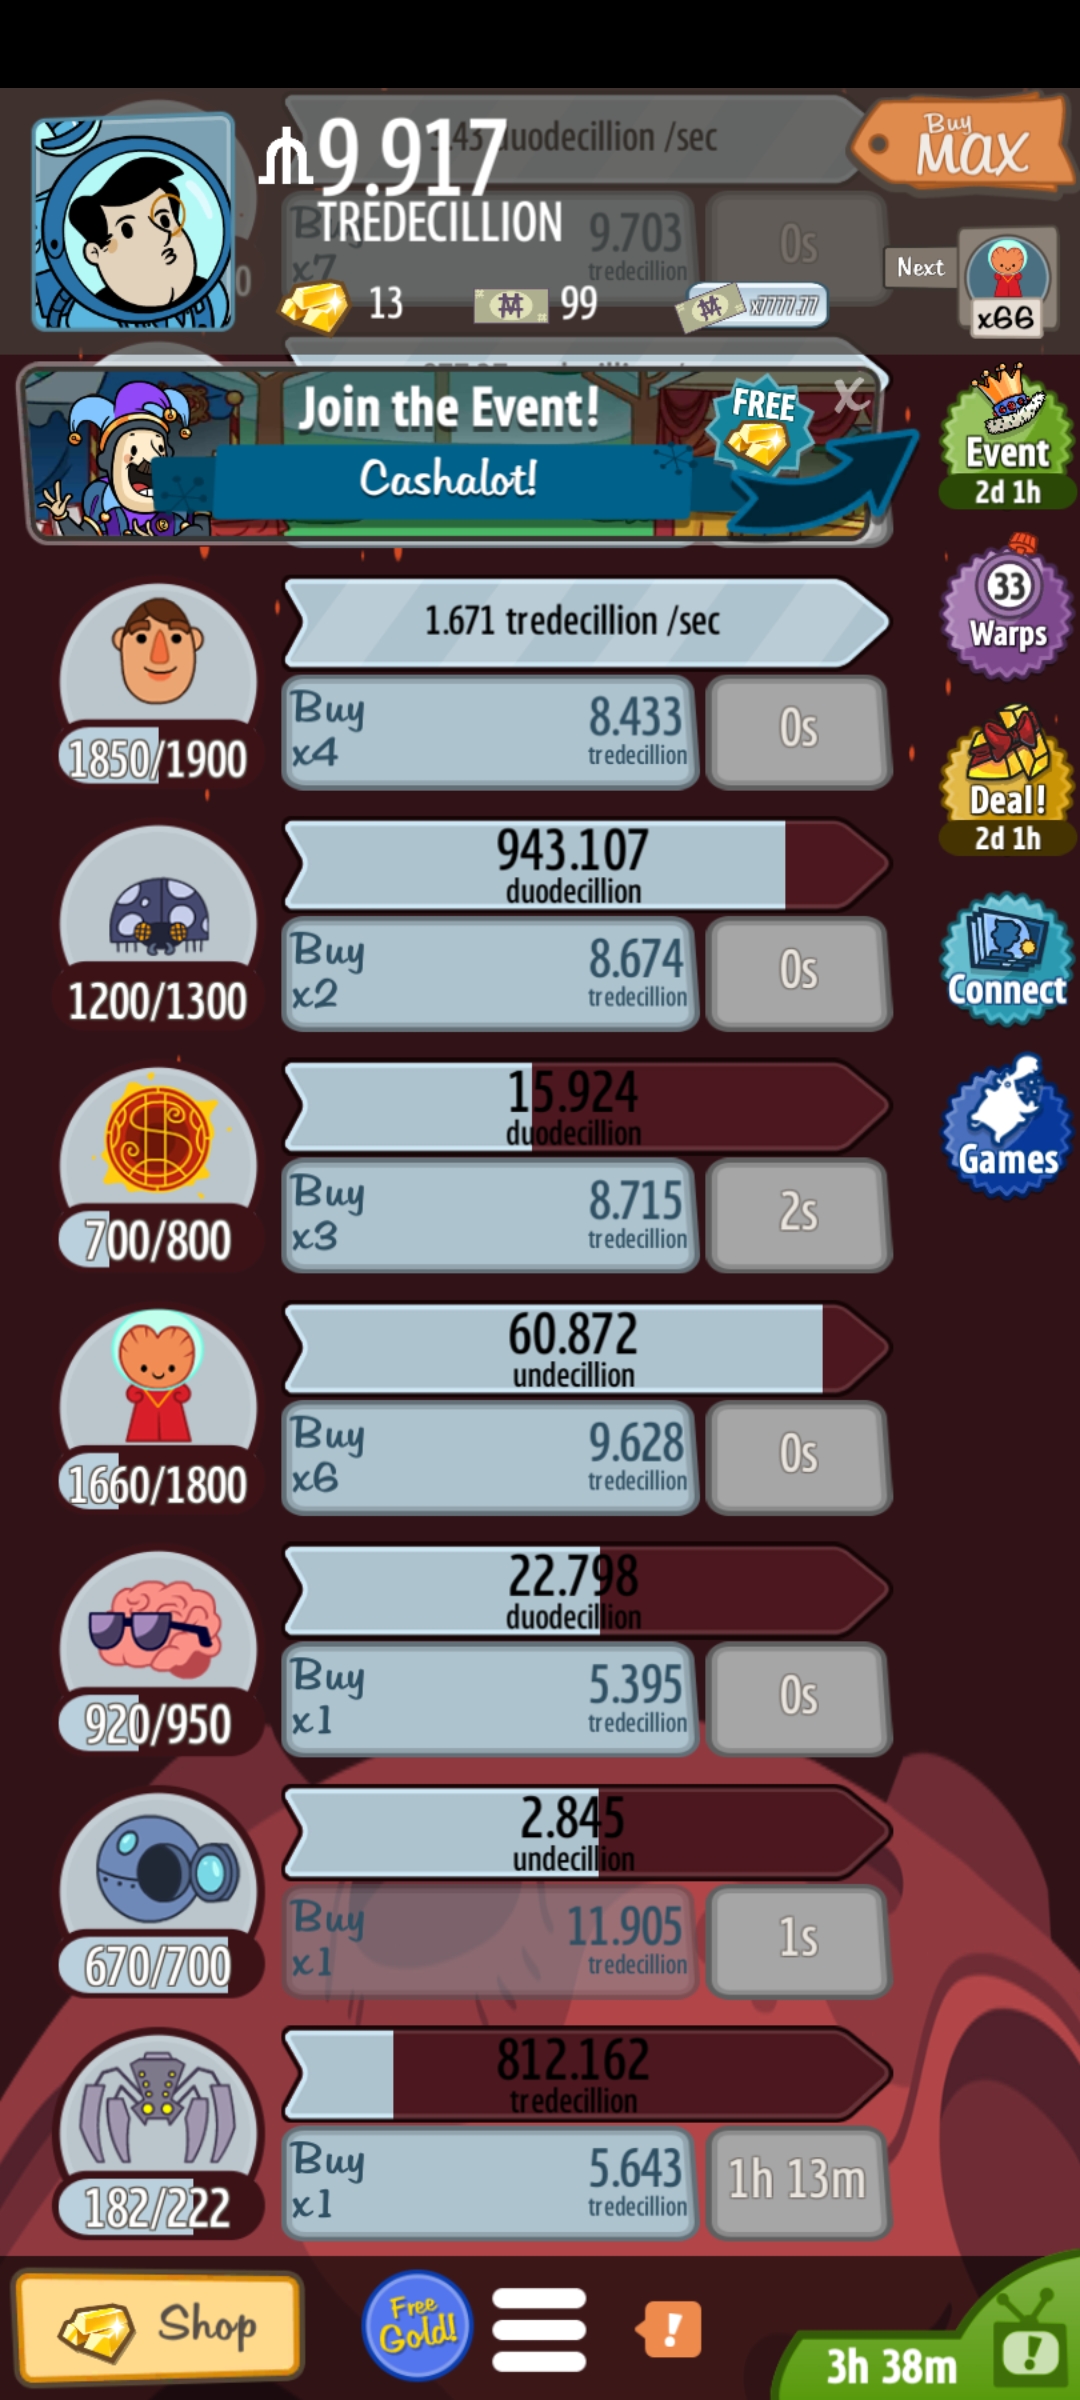 9.917
TREDECILLION
.43 duodecillion /sec
Buy
MAX
x7
9.703
tredecillion
0s
Next
x66
13
99
x7777.77
Join the Event!
Cashalot!
FREE
X
Event
2d 1h
1.671 tredecillion /sec
Buy
x4
8.433
tredecillion
0s
1850/1900
33
Warps
Deal!
2d 1h
943.107
duodecillion
Buy
x2
8.674
tredecillion
0s
1200/1300
Connect
15.924
duodecillion
Buy
x3
8.715
tredecillion
2s
700/800
Games
60.872
undecillion
Buy
x6
9.628
tredecillion
0s
1660/1800
22.798
duodecillion
Buy
x1
5.395
tredecillion
0s
920/950
2.845
undecillion
Buy
x1
11.905
tredecillion
1s
670/700
812.162
tredecillion
Buy
x1
5.643
tredecillion
1h 13m
182/222
Shop
Free
Gold!
!
3h 38m
!